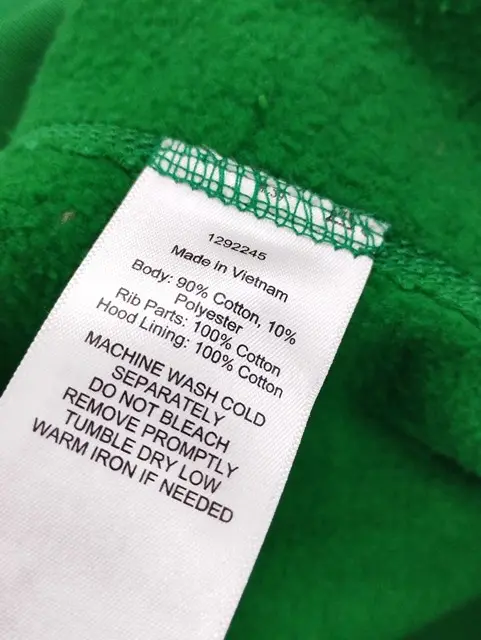 1292245
Made in Vietnam
Body: 90% Cotton, 10%
Polyester
Rib Parts: 100% Cotton
Hood Lining: 100% Cotton
MACHINE WASH COLD
SEPARATELY
DO NOT BLEACH
REMOVE PROMPTLY
TUMBLE DRY LOW
WARM IRON IF NEEDED